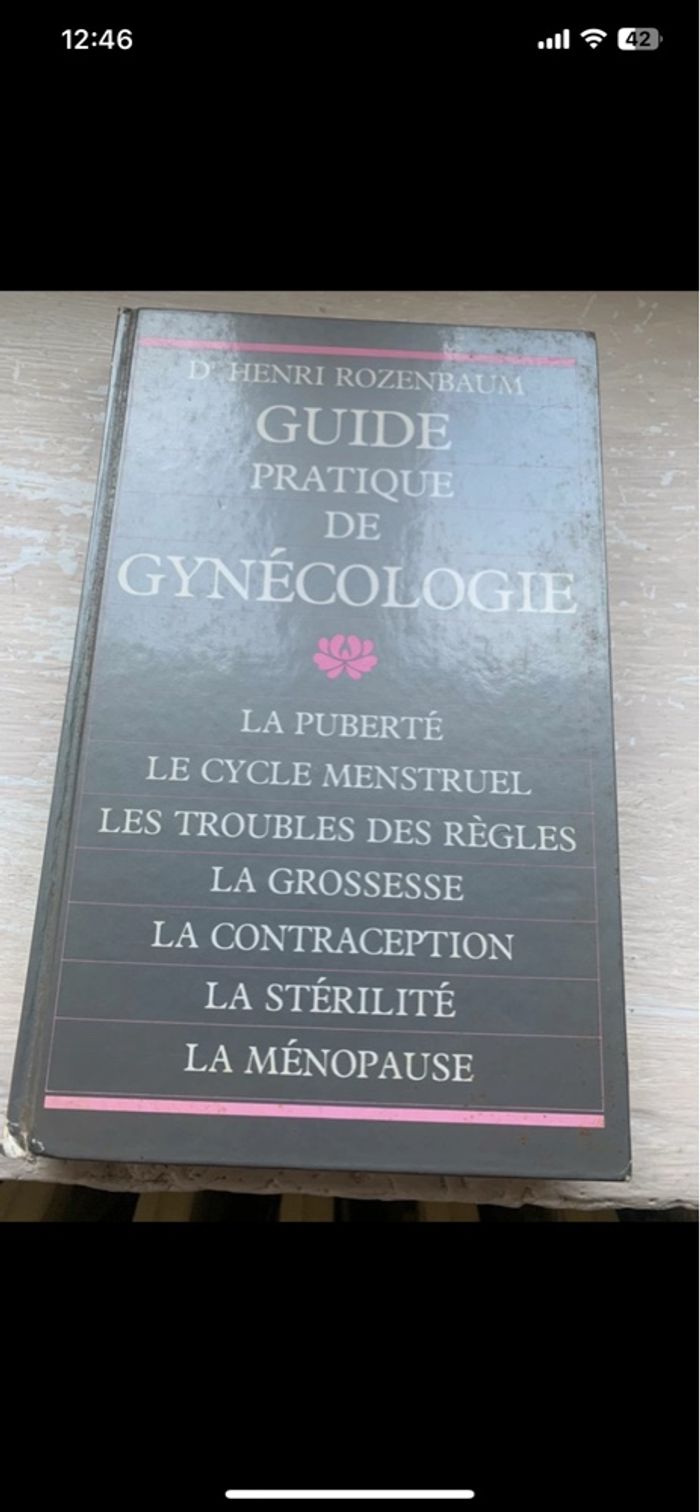 12:46
42
Dr HENRI ROZENBAUM
GUIDE
PRATIQUE
DE
GYNÉCOLOGIE
LA PUBERTÉ
LE CYCLE MENSTRUEL
LES TROUBLES DES RÈGLES
LA GROSSESSE
LA CONTRACEPTION
LA STÉRILITÉ
LA MÉNOPAUSE